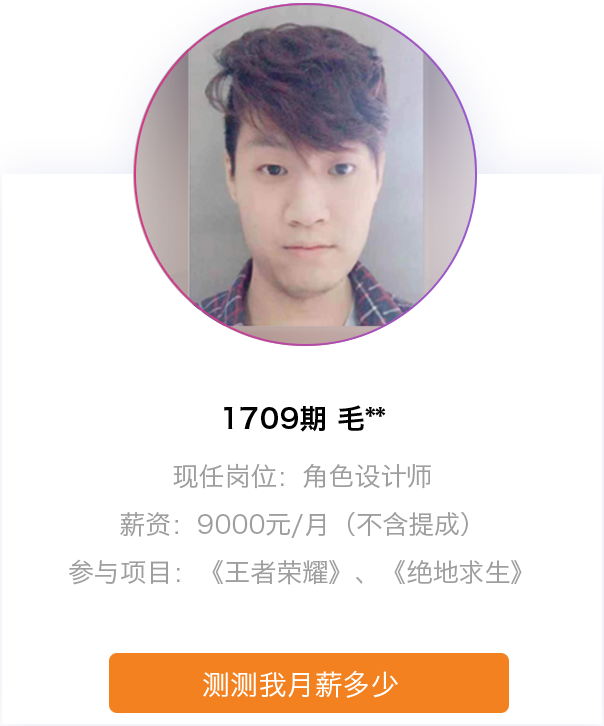 1709期 毛**
现任岗位：角色设计师
薪资：9000元/月（不含提成）
参与项目：《王者荣耀》、《绝地求生》
测测我月薪多少